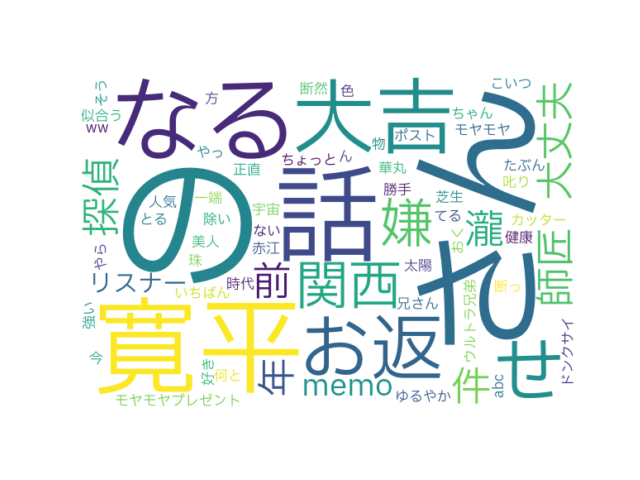 断然
色
こいつ
そう
なる
大吉
ん
大丈夫
方
似合う
ww
ちゃん
ポスト
モヤモヤ
物
やっ
ちょっと
ん
正直
の
話
華丸
たぶん
叱り
探偵
人気
一端
勝手
嫌
芝生
てる
カッター
とる
除い
宇宙
ない
瀧
健康
師匠
美人
赤江
おく
やら
珠
太陽
れ
リスナー
前
関西
時代
いちばん
兄さん
ウルトラ兄弟
断っ
強い
寛平
お返
せ
ドンクサイ
今
好き
何と
年
memo
ゆるやか
件
abc
モヤモヤプレゼント